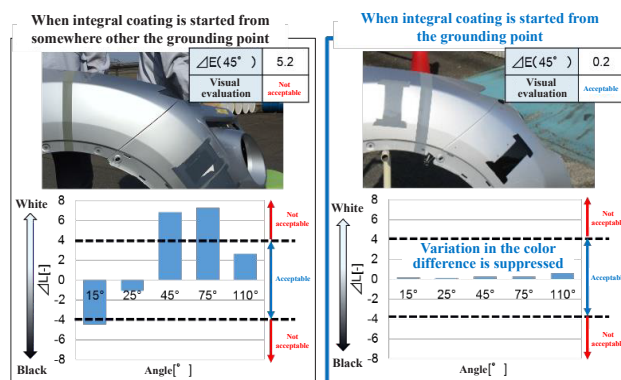 When integral coating is started from
somewhere other the grounding point
⊿E(45°) 5.2
Visual
evaluation
Not
acceptable
White
Black
⊿L[-]
8
6
4
2
0
-2
-4
-6
-8
15° 25° 45° 75° 110°
Angle[°]
Not
acceptable
Acceptable
Not
acceptable
When integral coating is started from
the grounding point
⊿E(45°) 0.2
Visual
evaluation
Acceptable
White
Black
⊿L[-]
8
6
4
2
0
-2
-4
-6
-8
Variation in the color
difference is suppressed
15° 25° 45° 75° 110°
Angle[°]
Not
acceptable
Acceptable
Not
acceptable